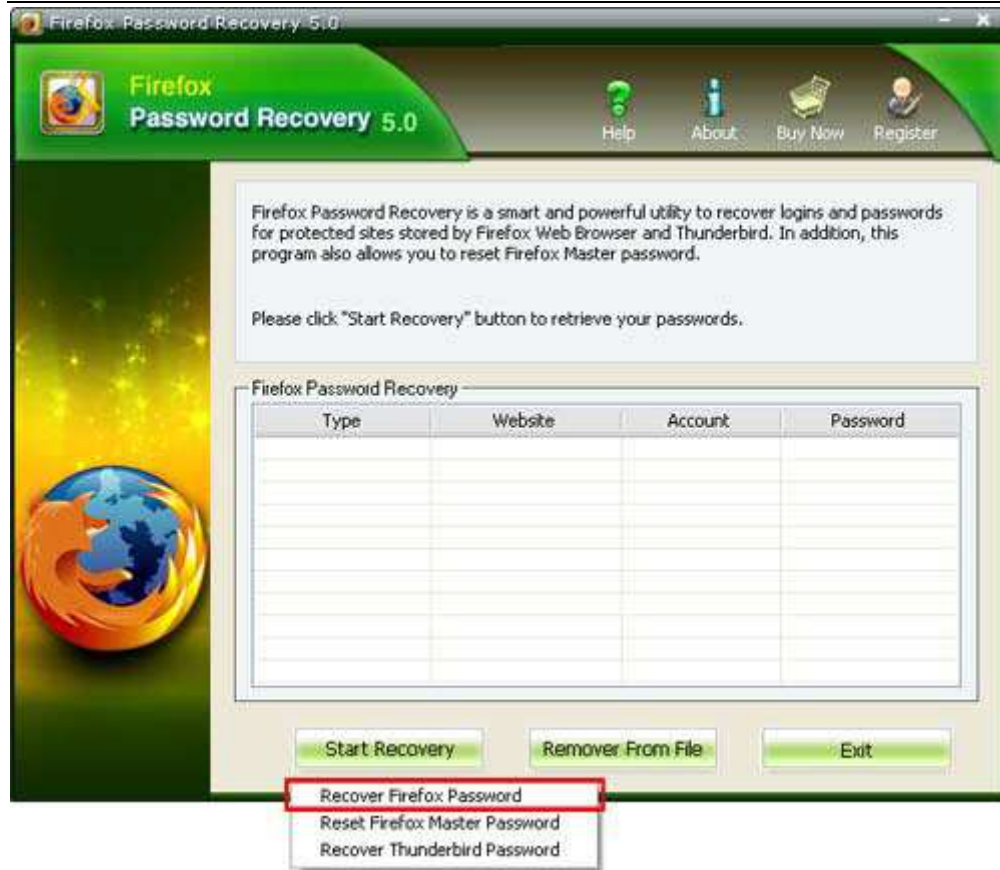 Firefox Password Recovery 5.0
Firefox
Password Recovery 5.0
Help
About
Buy Now
Register
Firefox Password Recovery is a smart and powerful utility to recover logins and passwords
for protected sites stored by Firefox Web Browser and Thunderbird. In addition, this
program also allows you to reset Firefox Master password.
Please click "Start Recovery" button to retrieve your passwords.
Firefox Password Recovery
Type Website Account Password
Start Recovery
Remover From File
Exit
Recover Firefox Password
Reset Firefox Master Password
Recover Thunderbird Password